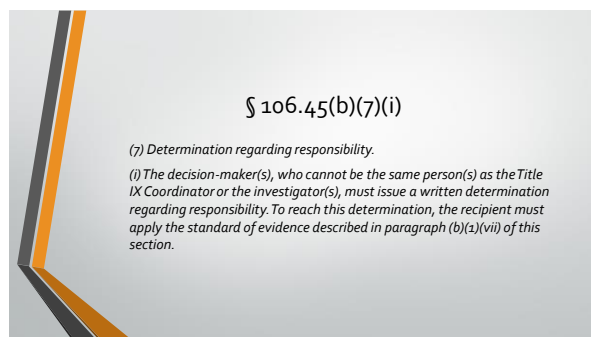 § 106.45(b)(7)(i)
(7) Determination regarding responsibility.
(i) The decision-maker(s), who cannot be the same person(s) as the Title
IX Coordinator or the investigator(s), must issue a written determination
regarding responsibility. To reach this determination, the recipient must
apply the standard of evidence described in paragraph (b)(1)(vii) of this
section.